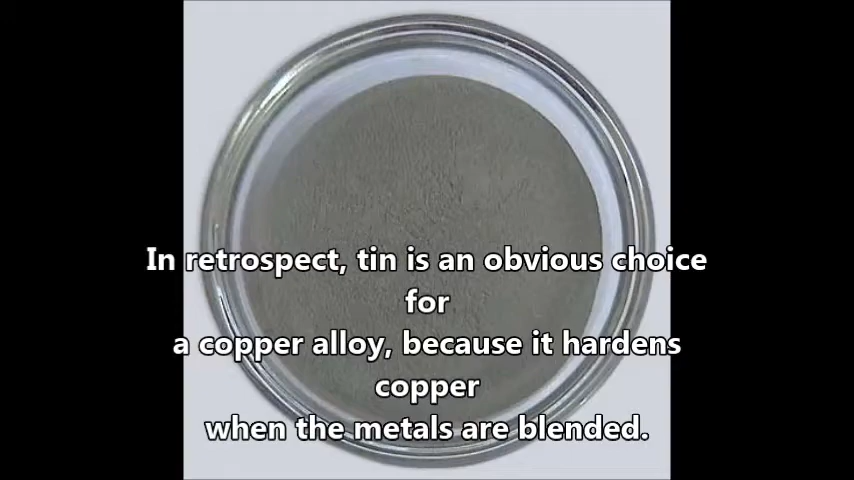 In retrospect, tin is an obvious choice
for
a copper alloy, because it hardens
copper
when the metals are blended.